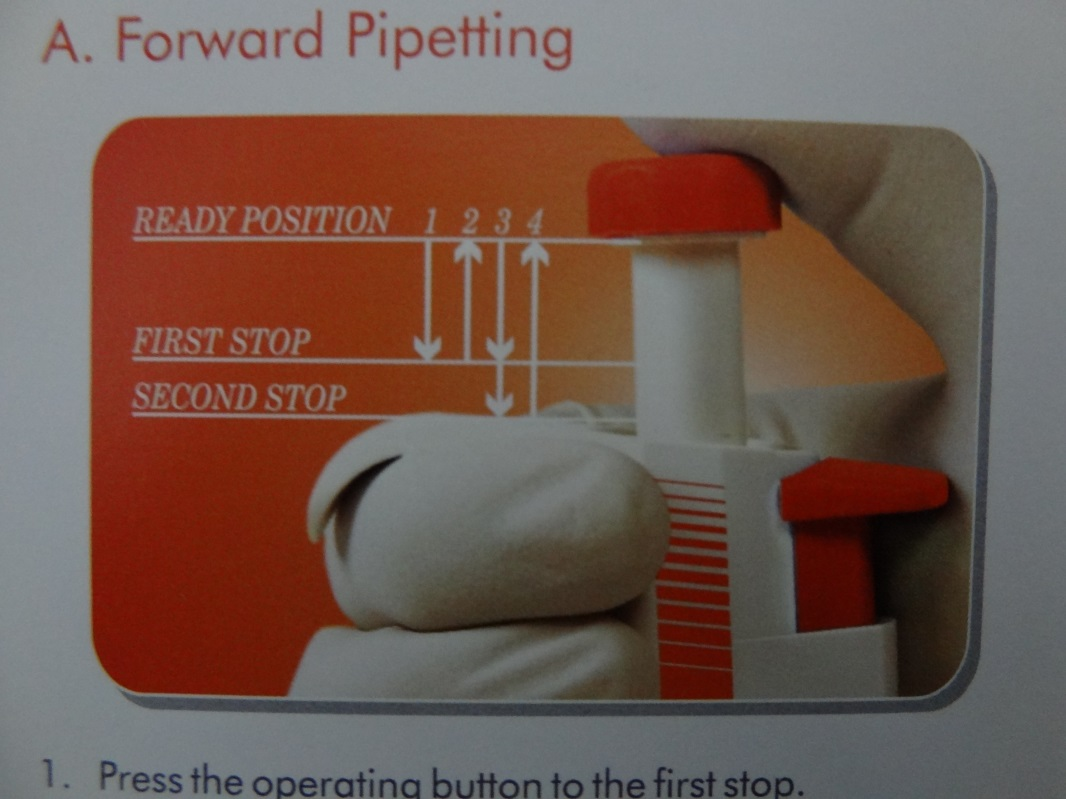 A. Forward Pipetting
READY POSITION 1 2 3 4
FIRST STOP
SECOND STOP
1. Press the operating button to the first stop.